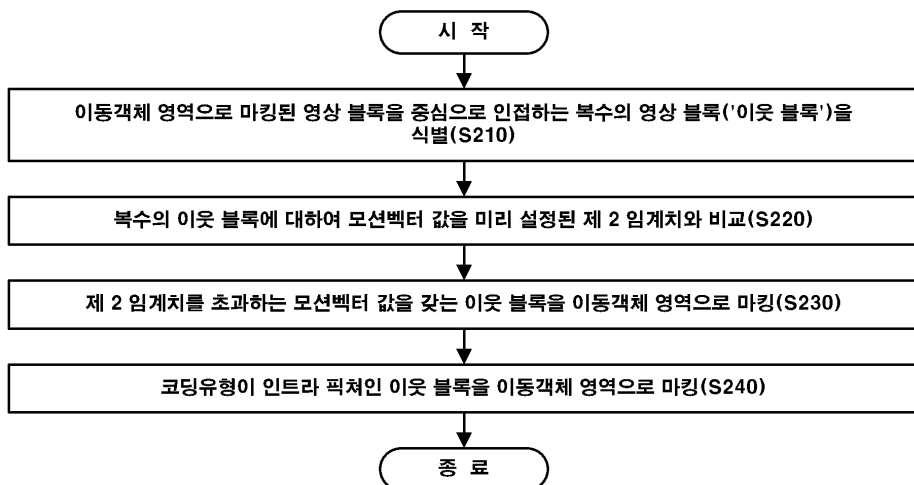 시 작
이동객체 영역으로 마킹된 영상 블록을 중심으로 인접하는 복수의 영상 블록('이웃 블록')을
식별(S210)
복수의 이웃 블록에 대하여 모션벡터 값을 미리 설정된 제 2 임계치와 비교(S220)
제 2 임계치를 초과하는 모션벡터 값을 갖는 이웃 블록을 이동객체 영역으로 마킹(S230)
코딩유형이 인트라 픽쳐인 이웃 블록을 이동객체 영역으로 마킹(S240)
종 료